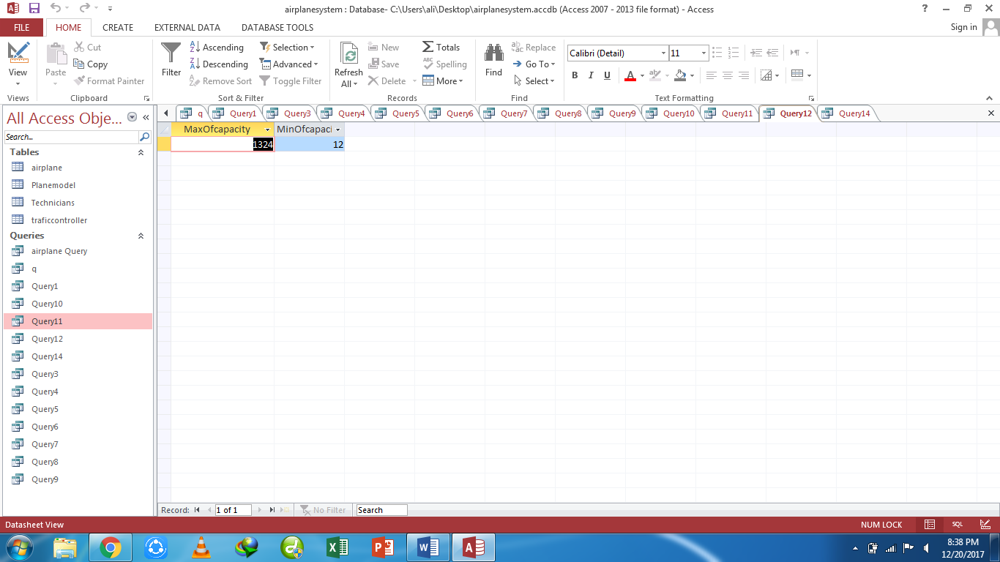 airplanesystem : Database- C:\Users\ali\Desktop\airplanesystem.accdb (Access 2007 - 2013 file format) - Access
FILE HOME CREATE EXTERNAL DATA DATABASE TOOLS Sign in
View Paste Cut Copy Format Painter
Filter Ascending Descending Remove Sort Selection Advanced Toggle Filter
Refresh All New Save Delete Totals Spelling More
Find Replace Go To Select
Calibri (Detail) 11
B I U A
Views Clipboard Sort & Filter Records Find Text Formatting
All Access Obje...
Search...
Tables
airplane
Planemodel
Technicians
traficcontroller
Queries
airplane Query
q
Query1
Query10
Query11
Query12
Query14
Query3
Query4
Query5
Query6
Query7
Query8
Query9
q Query1 Query3 Query4 Query5 Query6 Query7 Query8 Query9 Query10 Query11 Query12 Query14
MaxOfcapacity MinOfcapaci
1324 12
Record: 1 of 1 No Filter Search
Datasheet View NUM LOCK SQL
8:38 PM
12/20/2017